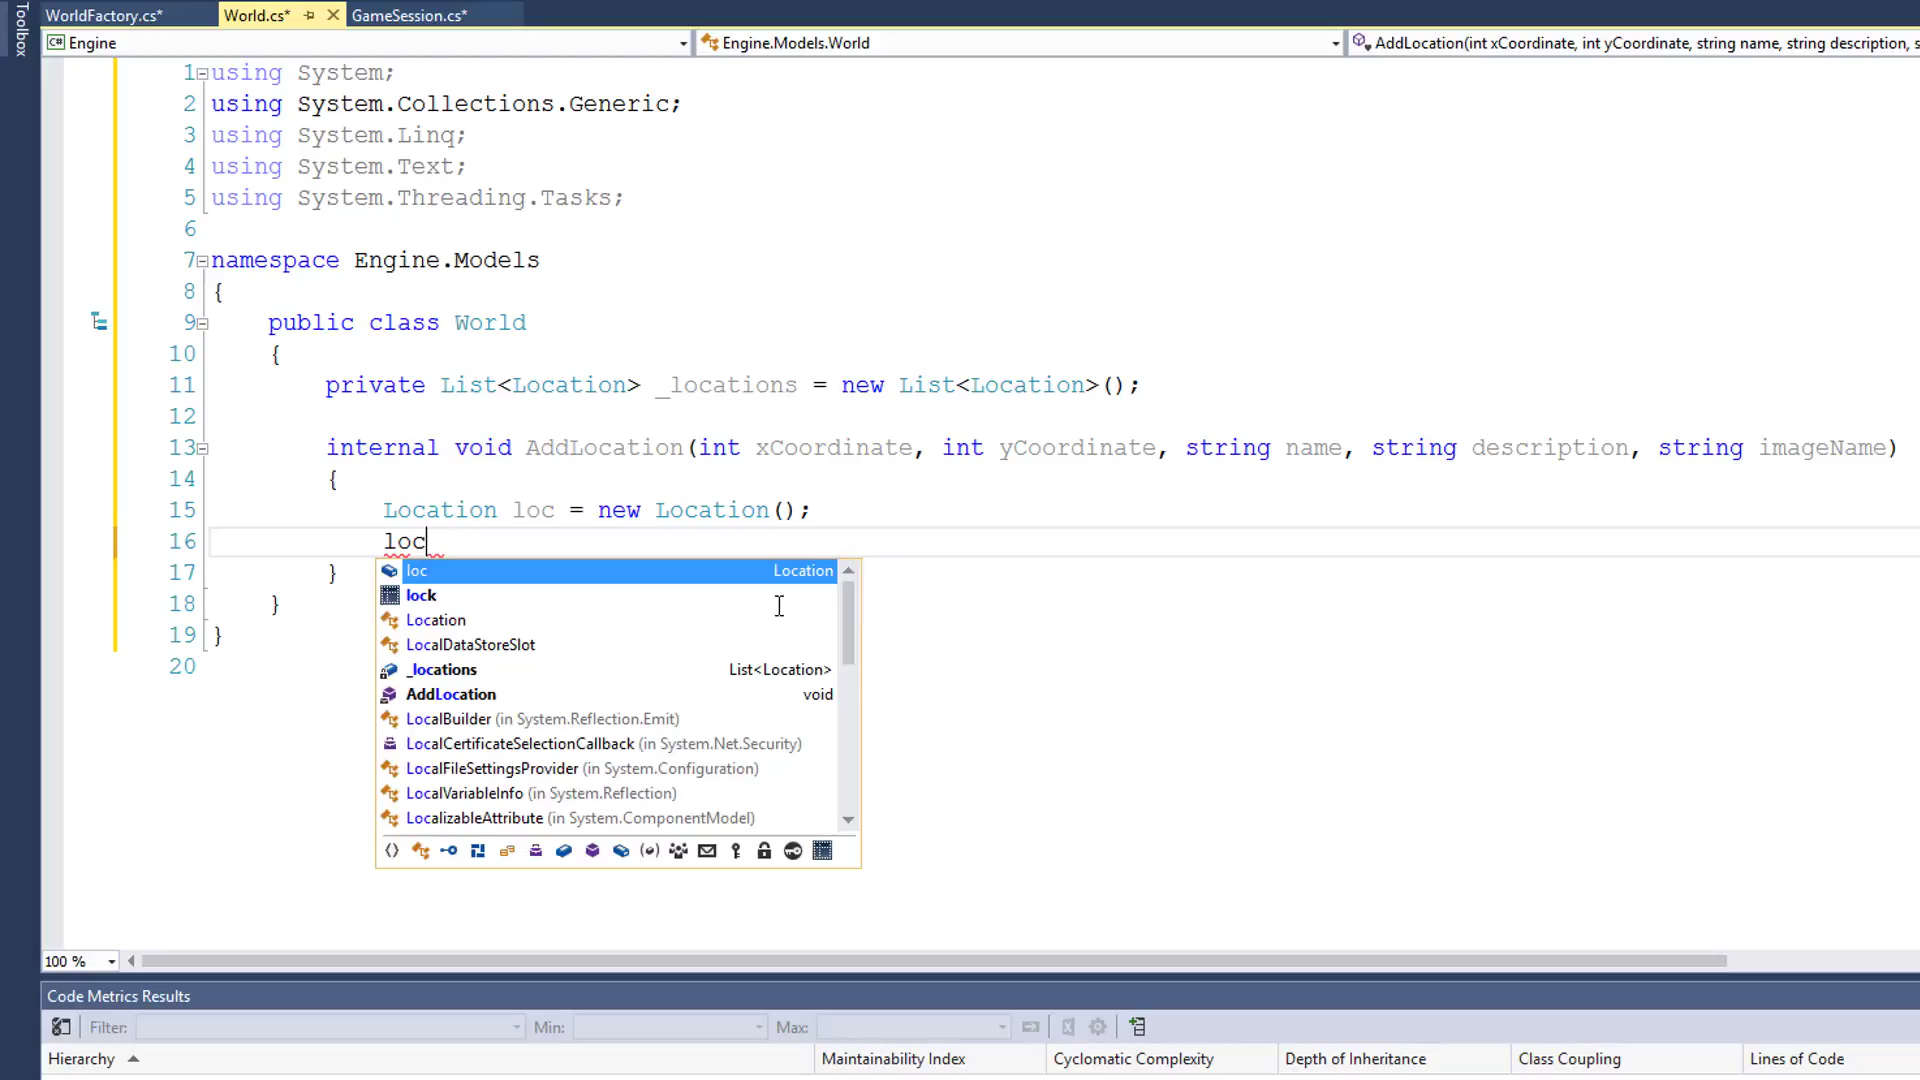 Toolbox
WorldFactory.cs* World.cs* GameSession.cs*
C# Engine Engine.Models.World AddLocation(int xCoordinate, int yCoordinate, string name, string description, s
1 using System;
2 using System.Collections.Generic;
3 using System.Linq;
4 using System.Text;
5 using System.Threading.Tasks;
6
7 namespace Engine.Models
8 {
9 public class World
10 {
11 private List<Location> _locations = new List<Location>();
12
13 internal void AddLocation(int xCoordinate, int yCoordinate, string name, string description, string imageName)
14 {
15 Location loc = new Location();
16 loc
17 }
18 }
19 }
20
loc Location
lock
Location
LocalDataStoreSlot
_locations List<Location>
AddLocation void
LocalBuilder (in System.Reflection.Emit)
LocalCertificateSelectionCallback (in System.Net.Security)
LocalFileSettingsProvider (in System.Configuration)
LocalVariableInfo (in System.Reflection)
LocalizableAttribute (in System.ComponentModel)
100 %
Code Metrics Results
Filter: Min: Max:
Hierarchy Maintainability Index Cyclomatic Complexity Depth of Inheritance Class Coupling Lines of Code